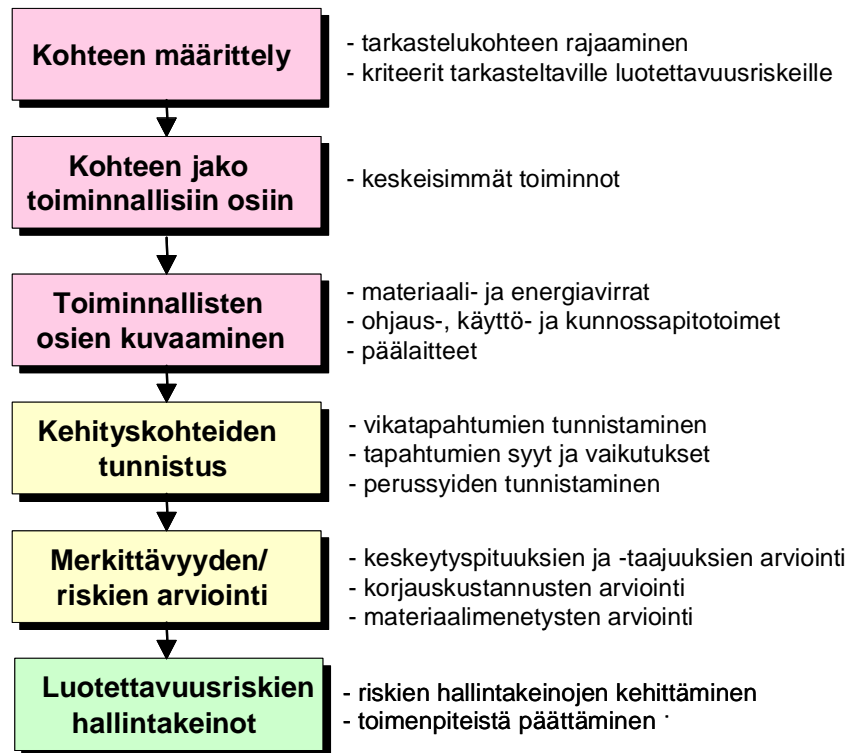 Kohteen määrittely
- tarkastelukohteen rajaaminen
- kriteerit tarkasteltaville luotettavuusriskeille
Kohteen jako
toiminnallisiin osiin
- keskeisimmät toiminnot
Toiminnallisten
osien kuvaaminen
- materiaali- ja energiavirrat
- ohjaus-, käyttö- ja kunnossapitotoimet
- päälaitteet
Kehityskohteiden
tunnistus
- vikatapahtumien tunnistaminen
- tapahtumien syyt ja vaikutukset
- perussyiden tunnistaminen
Merkittävyyden/
riskien arviointi
- keskeytyspituuksien ja -taajuuksien arviointi
- korjauskustannusten arviointi
- materiaalimenetysten arviointi
Luotettavuusriskien
hallintakeinot
- riskien hallintakeinojen kehittäminen
- toimenpiteistä päättäminen